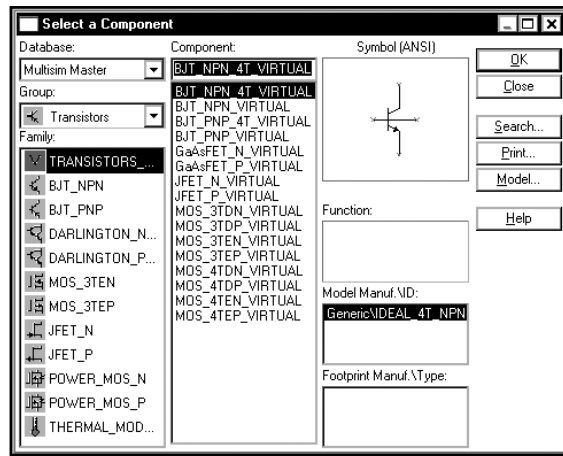 Select a Component
Database:
Multisim Master
Group:
Transistors
Family:
TRANSISTORS_...
BJT_NPN
BJT_PNP
DARLINGTON_N...
DARLINGTON_P...
MOS_3TEN
MOS_3TEP
JFET_N
JFET_P
POWER_MOS_N
POWER_MOS_P
THERMAL_MOD...
Component:
BJT_NPN_4T_VIRTUAL
BJT_NPN_4T_VIRTUAL
BJT_NPN_VIRTUAL
BJT_PNP_4T_VIRTUAL
BJT_PNP_VIRTUAL
GaAsFET_N_VIRTUAL
GaAsFET_P_VIRTUAL
JFET_N_VIRTUAL
JFET_P_VIRTUAL
MOS_3TDN_VIRTUAL
MOS_3TDP_VIRTUAL
MOS_3TEN_VIRTUAL
MOS_3TEP_VIRTUAL
MOS_4TDN_VIRTUAL
MOS_4TDP_VIRTUAL
MOS_4TEN_VIRTUAL
MOS_4TEP_VIRTUAL
Symbol (ANSI)
Function:
Model Manuf.\ID:
Generic\IDEAL_4T_NPN
Footprint Manuf.\Type:
OK
Close
Search...
Print...
Model...
Help